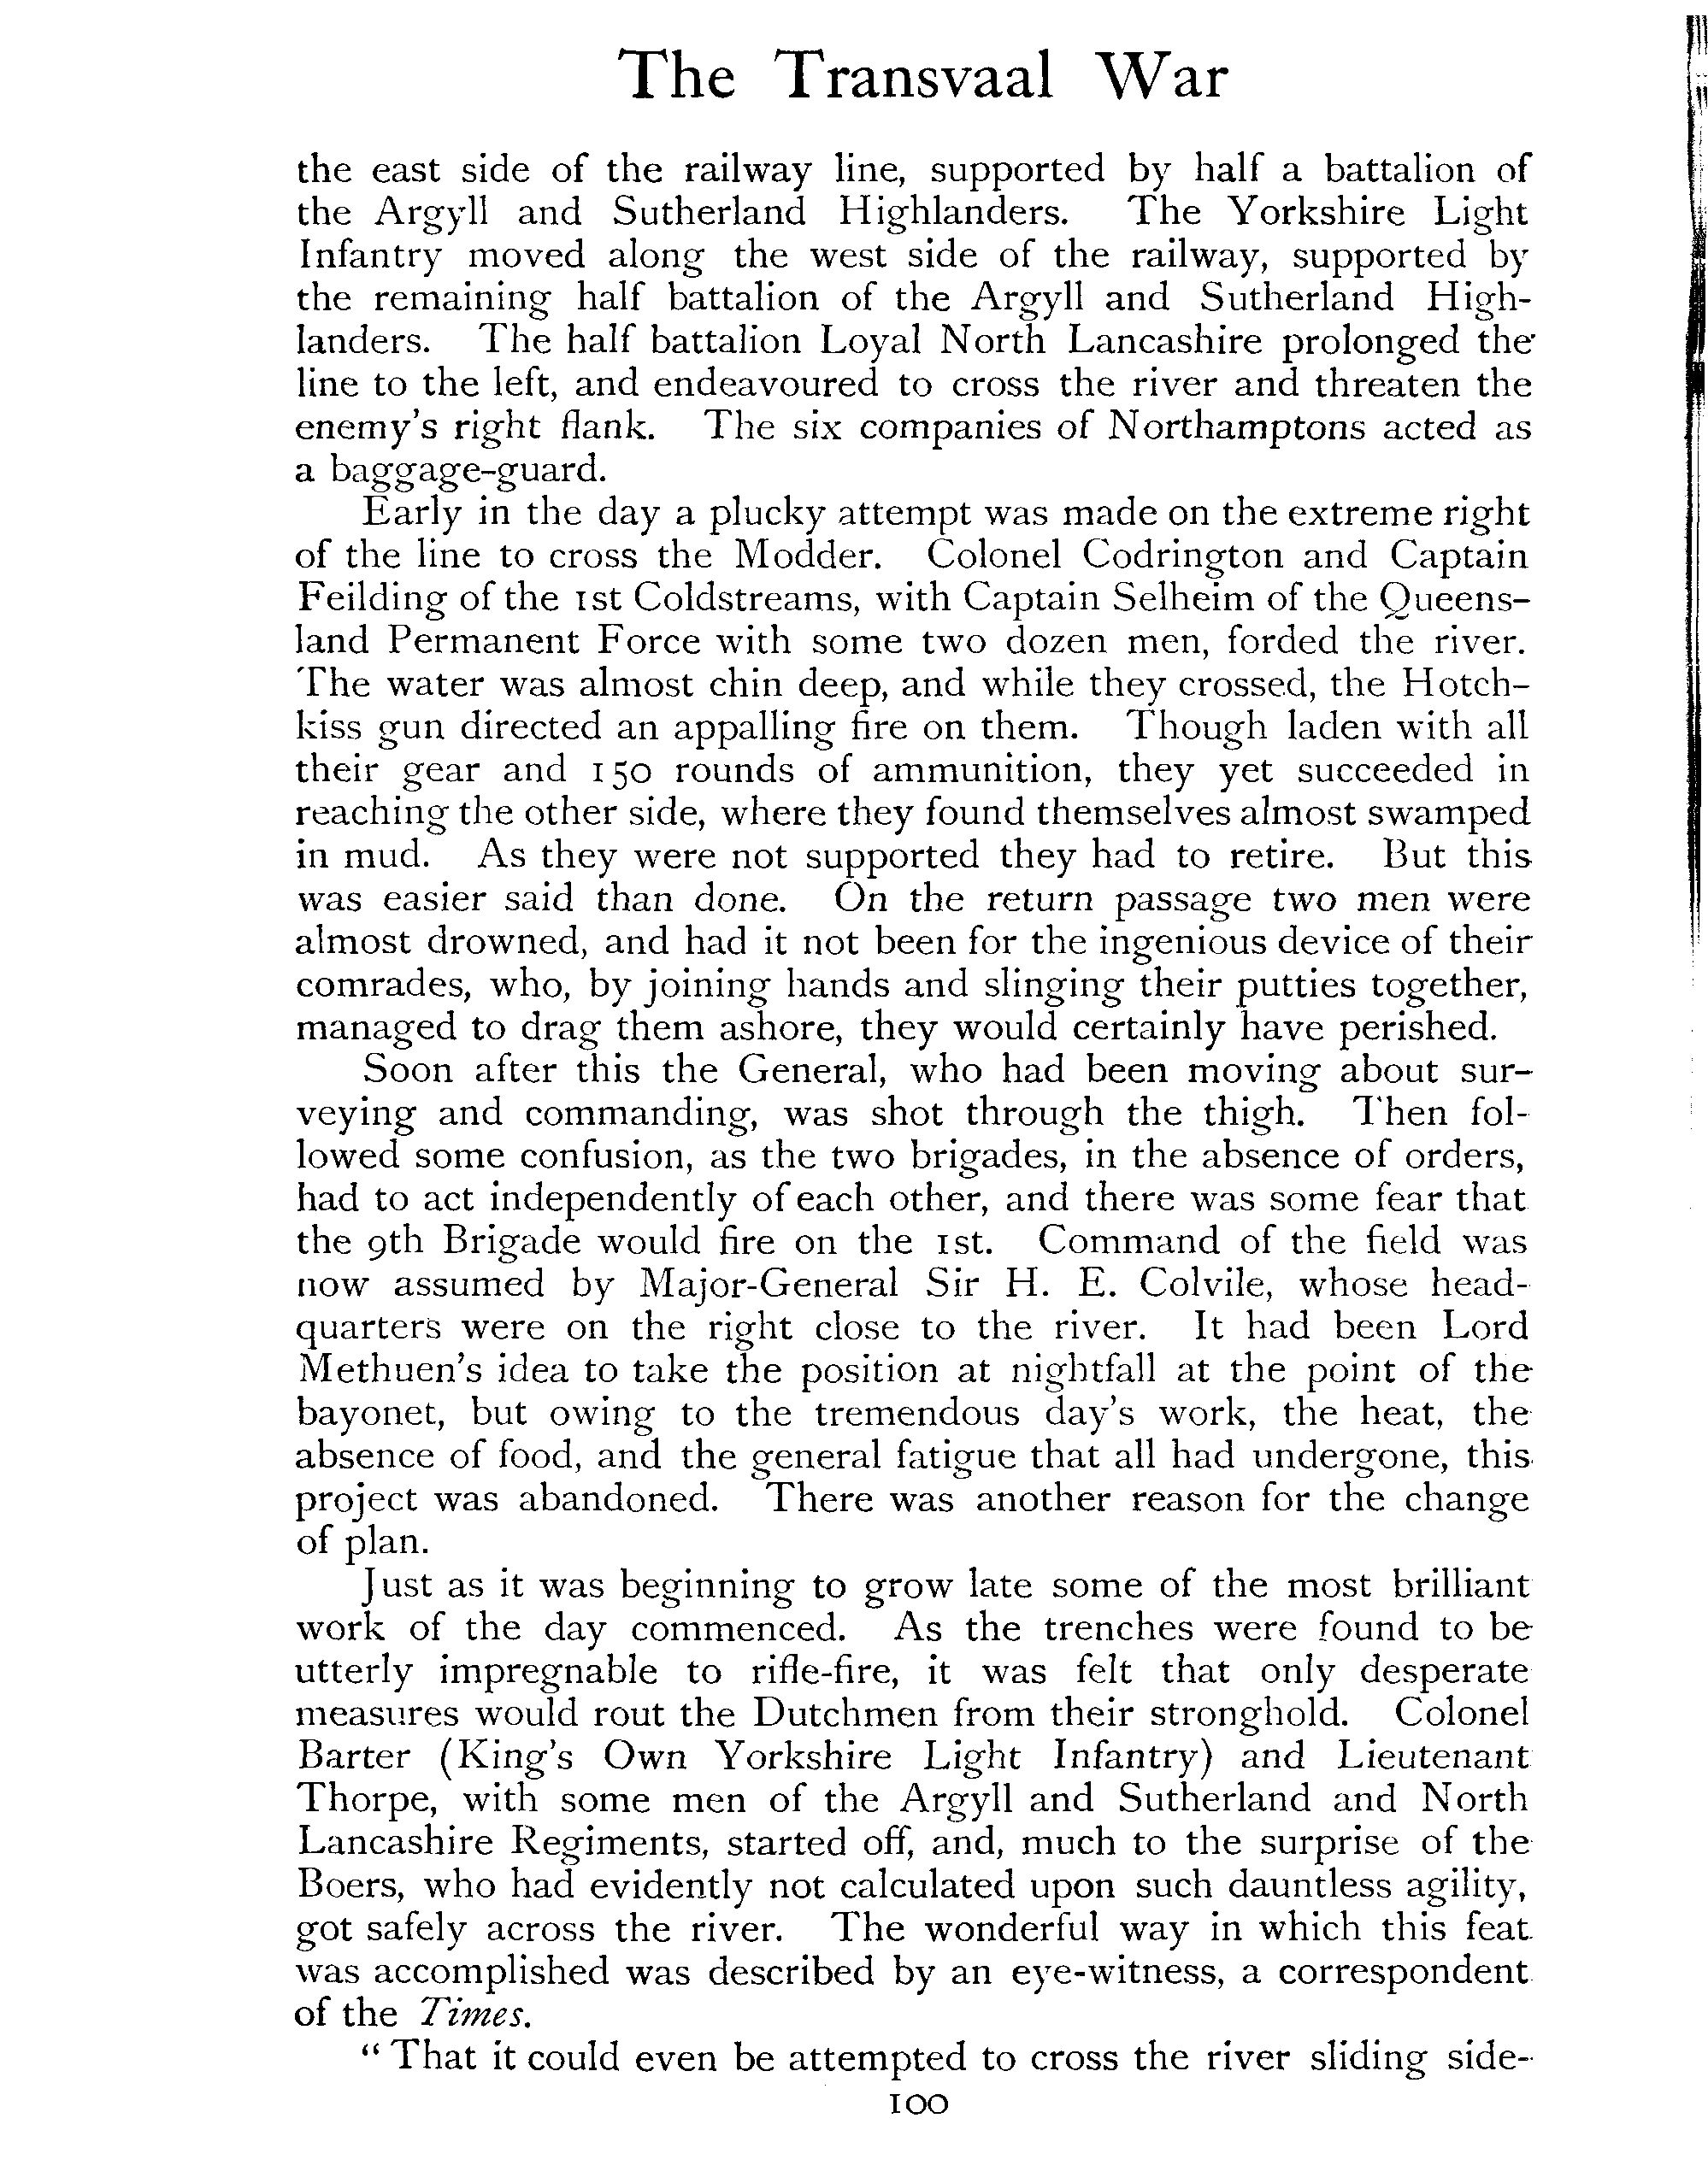 The Transvaal War
the east side of the railway line, supported by half a battalion of
the Argyll and Sutherland Highlanders. The Yorkshire Light
Infantry moved along the west side of the railway, supported by
the remaining half battalion of the Argyll and Sutherland High-
landers. The half battalion Loyal North Lancashire prolonged the
line to the left, and endeavoured to cross the river and threaten the
enemy's right flank. The six companies of Northamptons acted as
a baggage-guard.
Early in the day a plucky attempt was made on the extreme right
of the line to cross the Modder. Colonel Codrington and Captain
Feilding of the 1st Coldstreams, with Captain Selheim of the Queens-
land Permanent Force with some two dozen men, forded the river.
The water was almost chin deep, and while they crossed, the Hotch-
kiss gun directed an appalling fire on them. Though laden with all
their gear and 150 rounds of ammunition, they yet succeeded in
reaching the other side, where they found themselves almost swamped
in mud. As they were not supported they had to retire. But this
was easier said than done. On the return passage two men were
almost drowned, and had it not been for the ingenious device of their
comrades, who, by joining hands and slinging their putties together,
managed to drag them ashore, they would certainly have perished.
Soon after this the General, who had been moving about sur-
veying and commanding, was shot through the thigh. Then fol-
lowed some confusion, as the two brigades, in the absence of orders,
had to act independently of each other, and there was some fear that
the 9th Brigade would fire on the 1st. Command of the field was
now assumed by Major-General Sir H. E. Colvile, whose head-
quarters were on the right close to the river. It had been Lord
Methuen's idea to take the position at nightfall at the point of the
bayonet, but owing to the tremendous day's work, the heat, the
absence of food, and the general fatigue that all had undergone, this
project was abandoned. There was another reason for the change
of plan.
Just as it was beginning to grow late some of the most brilliant
work of the day commenced. As the trenches were found to be
utterly impregnable to rifle-fire, it was felt that only desperate
measures would rout the Dutchmen from their stronghold. Colonel
Barter (King's Own Yorkshire Light Infantry) and Lieutenant
Thorpe, with some men of the Argyll and Sutherland and North
Lancashire Regiments, started off, and, much to the surprise of the
Boers, who had evidently not calculated upon such dauntless agility,
got safely across the river. The wonderful way in which this feat
was accomplished was described by an eye-witness, a correspondent
of the Times.
" That it could even be attempted to cross the river sliding side-
100